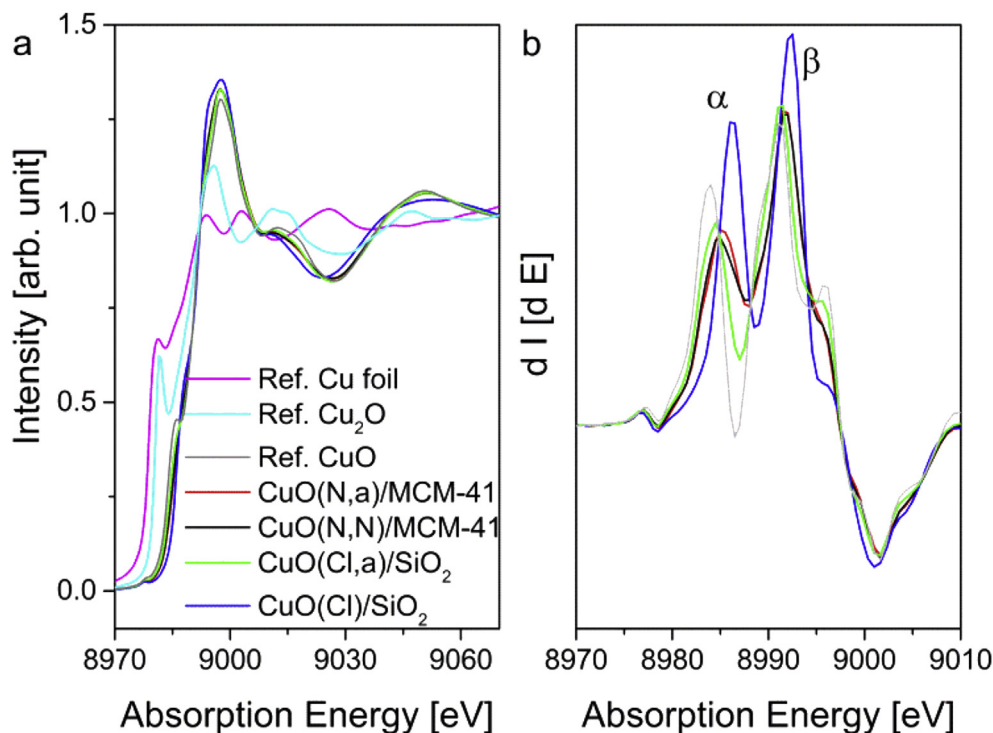 a
1.5
1.0
0.5
0.0
Intensity [arb. unit]
Ref. Cu foil
Ref. Cu₂O
Ref. CuO
CuO(N,a)/MCM-41
CuO(N,N)/MCM-41
CuO(Cl,a)/SiO₂
CuO(Cl)/SiO₂
8970 9000 9030 9060
Absorption Energy [eV]
b
α
β
d I [d E]
8970 8980 8990 9000 9010
Absorption Energy [eV]